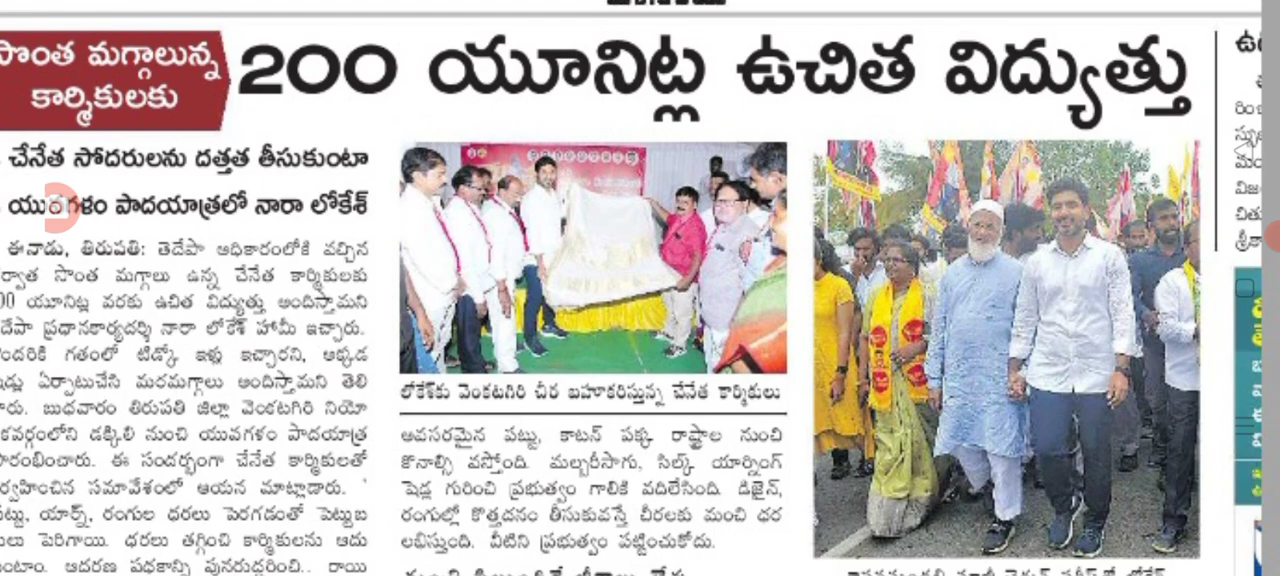 సొంత మగ్గాలున్న
కార్మికులకు
200 యూనిట్ల ఉచిత విద్యుత్తు
చేనేత సోదరులను దత్తత తీసుకుంటా
యువగళం పాదయాత్రలో నారా లోకేశ్
ఈనాడు, తిరుపతి: తెదేపా అధికారంలోకి వచ్చిన
ర్వాత సొంత మగ్గాలు ఉన్న చేనేత కార్మికులకు
00 యూనిట్ల వరకు ఉచిత విద్యుత్తు అందిస్తామని
దేపా ప్రధానకార్యదర్శి నారా లోకేశ్ హామీ ఇచ్చారు.
ందరికి గతంలో టిడ్కో ఇళ్లు ఇచ్చారని, అక్కడ
షెడ్లు ఏర్పాటుచేసి మరమగ్గాలు అందిస్తామని తెలి
ారు. బుధవారం తిరుపతి జిల్లా వెంకటగిరి నియో
కవర్గంలోని డక్కిలి నుంచి యువగళం పాదయాత్ర
ారంభించారు. ఈ సందర్భంగా చేనేత కార్మికులతో
ర్వహించిన సమావేశంలో ఆయన మాట్లాడారు. '
పట్టు, యార్న్, రంగుల ధరలు పెరగడంతో పెట్టుబ
ులు పెరిగాయి. ధరలు తగ్గించి కార్మికులను ఆదు
ుంటాం. ఆదరణ పథకాన్ని పునరుద్ధరించి.. రాయి
లోకేశ్‌కు వెంకటగిరి చీర బహూకరిస్తున్న చేనేత కార్మికులు
అవసరమైన పట్టు, కాటన్ పక్క రాష్ట్రాల నుంచి
కొనాల్సి వస్తోంది. మల్బరీసాగు, సిల్క్ యార్నింగ్
షెడ్ల గురించి ప్రభుత్వం గాలికి వదిలేసింది. డిజైన్,
రంగుల్లో కొత్తదనం తీసుకువస్తే చీరలకు మంచి ధర
లభిస్తుంది. వీటిని ప్రభుత్వం పట్టించుకోదు.